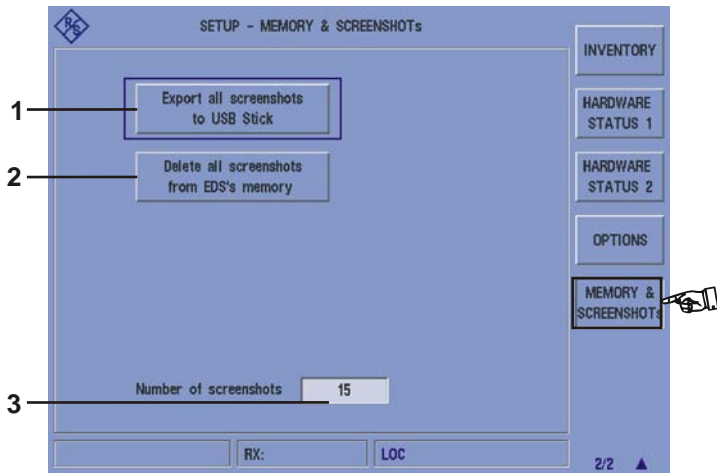 R&S
SETUP - MEMORY & SCREENSHOTs
INVENTORY
1
Export all screenshots
to USB Stick
HARDWARE
STATUS 1
2
Delete all screenshots
from EDS's memory
HARDWARE
STATUS 2
OPTIONS
MEMORY &
SCREENSHOTs
3
Number of screenshots 15
RX:
LOC
2/2 ▲